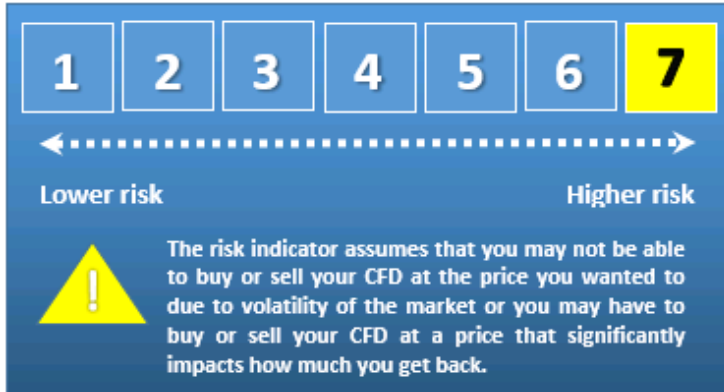 1 2 3 4 5 6 7
Lower risk Higher risk
!
The risk indicator assumes that you may not be able
to buy or sell your CFD at the price you wanted to
due to volatility of the market or you may have to
buy or sell your CFD at a price that significantly
impacts how much you get back.